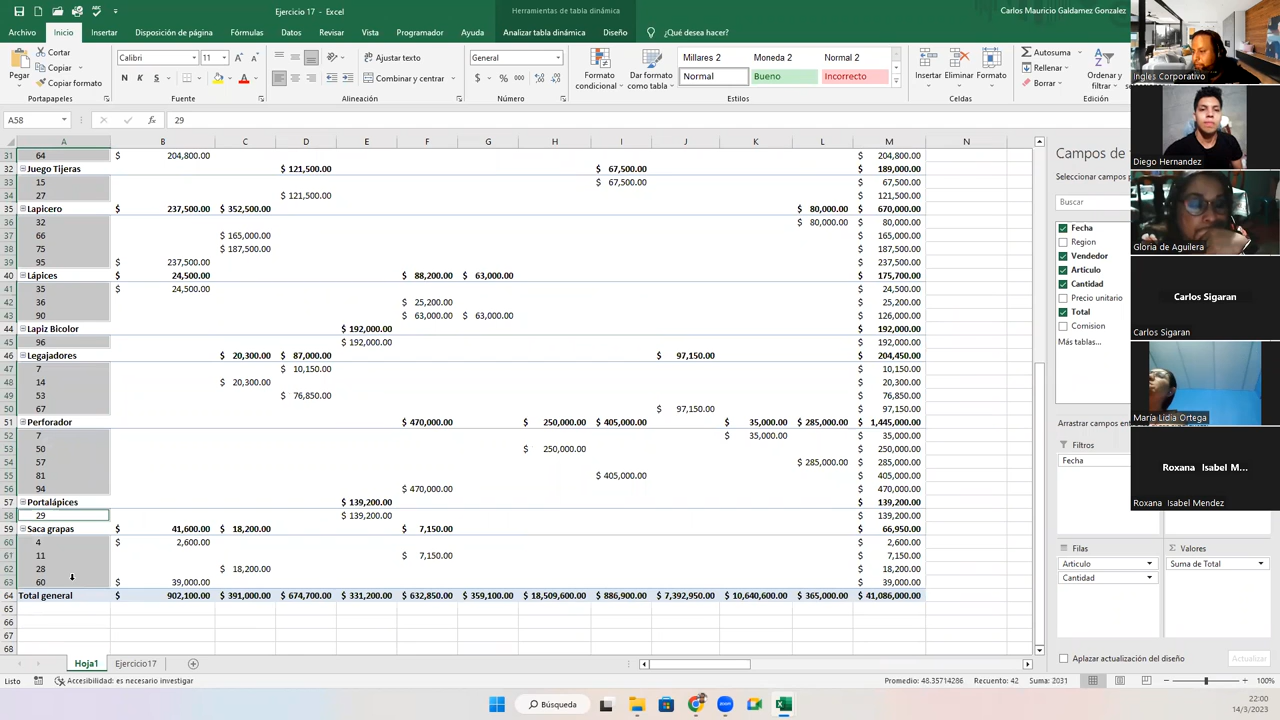 Ejercicio 17 - Excel
Herramientas de tabla dinámica
Carlos Mauricio Galdamez Gonzalez
Archivo Inicio Insertar Disposición de página Fórmulas Datos Revisar Vista Programador Ayuda Analizar tabla dinámica Diseño ¿Qué desea hacer?
Pegar
Cortar
Copiar
Copiar formato
Portapapeles
Calibri 11
N K S
Fuente
Ajustar texto
Combinar y centrar
Alineación
General
$ % 000
Número
Formato condicional
Dar formato como tabla
Millares 2 Moneda 2 Normal 2
Normal Bueno Incorrecto
Estilos
Insertar Eliminar Formato
Celdas
Autosuma
Rellenar
Borrar
Ordenar y filtrar
Edición
A58 fx 29
A B C D E F G H I J K L M N
31 64 $ 204,800.00 $ 204,800.00
32 Juego Tijeras $ 121,500.00 $ 67,500.00 $ 189,000.00
33 15 $ 67,500.00 $ 67,500.00
34 27 $ 121,500.00 $ 121,500.00
35 Lapicero $ 237,500.00 $ 352,500.00 $ 80,000.00 $ 670,000.00
36 32 $ 80,000.00 $ 80,000.00
37 66 $ 165,000.00 $ 165,000.00
38 75 $ 187,500.00 $ 187,500.00
39 95 $ 237,500.00 $ 237,500.00
40 Lápices $ 24,500.00 $ 88,200.00 $ 63,000.00 $ 175,700.00
41 35 $ 24,500.00 $ 24,500.00
42 36 $ 25,200.00 $ 25,200.00
43 90 $ 63,000.00 $ 63,000.00 $ 126,000.00
44 Lapiz Bicolor $ 192,000.00 $ 192,000.00
45 96 $ 192,000.00 $ 192,000.00
46 Legajadores $ 20,300.00 $ 87,000.00 $ 97,150.00 $ 204,450.00
47 7 $ 10,150.00 $ 10,150.00
48 14 $ 20,300.00 $ 20,300.00
49 53 $ 76,850.00 $ 76,850.00
50 67 $ 97,150.00 $ 97,150.00
51 Perforador $ 470,000.00 $ 250,000.00 $ 405,000.00 $ 35,000.00 $ 285,000.00 $ 1,445,000.00
52 7 $ 35,000.00 $ 35,000.00
53 50 $ 250,000.00 $ 250,000.00
54 57 $ 285,000.00 $ 285,000.00
55 81 $ 405,000.00 $ 405,000.00
56 94 $ 470,000.00 $ 470,000.00
57 Portalápices $ 139,200.00 $ 139,200.00
58 29 $ 139,200.00 $ 139,200.00
59 Saca grapas $ 41,600.00 $ 18,200.00 $ 7,150.00 $ 66,950.00
60 4 $ 2,600.00 $ 2,600.00
61 11 $ 7,150.00 $ 7,150.00
62 28 $ 18,200.00 $ 18,200.00
63 60 $ 39,000.00 $ 39,000.00
64 Total general $ 902,100.00 $ 391,000.00 $ 674,700.00 $ 331,200.00 $ 632,850.00 $ 359,100.00 $ 18,509,600.00 $ 886,900.00 $ 7,392,950.00 $ 10,640,600.00 $ 365,000.00 $ 41,086,000.00
65
66
67
68
Campos de
Seleccionar campos
Buscar
Fecha
Region
Vendedor
Articulo
Cantidad
Precio unitario
Total
Comision
Más tablas...
Arrastrar campos en
Filtros
Fecha
Filas
Articulo
Cantidad
Σ Valores
Suma de Total
Aplazar actualización del diseño Actualizar
Ingles Corporativo
Diego Hernandez
Gloria de Aguilera
Carlos Sigaran
Carlos Sigaran
María Lidia Ortega
Roxana Isabel M...
Roxana Isabel Mendez
Hoja1 Ejercicio17
Listo Accesibilidad: es necesario investigar Promedio: 48.35714286 Recuento: 42 Suma: 2031 100%
Búsqueda
22:00
14/3/2023